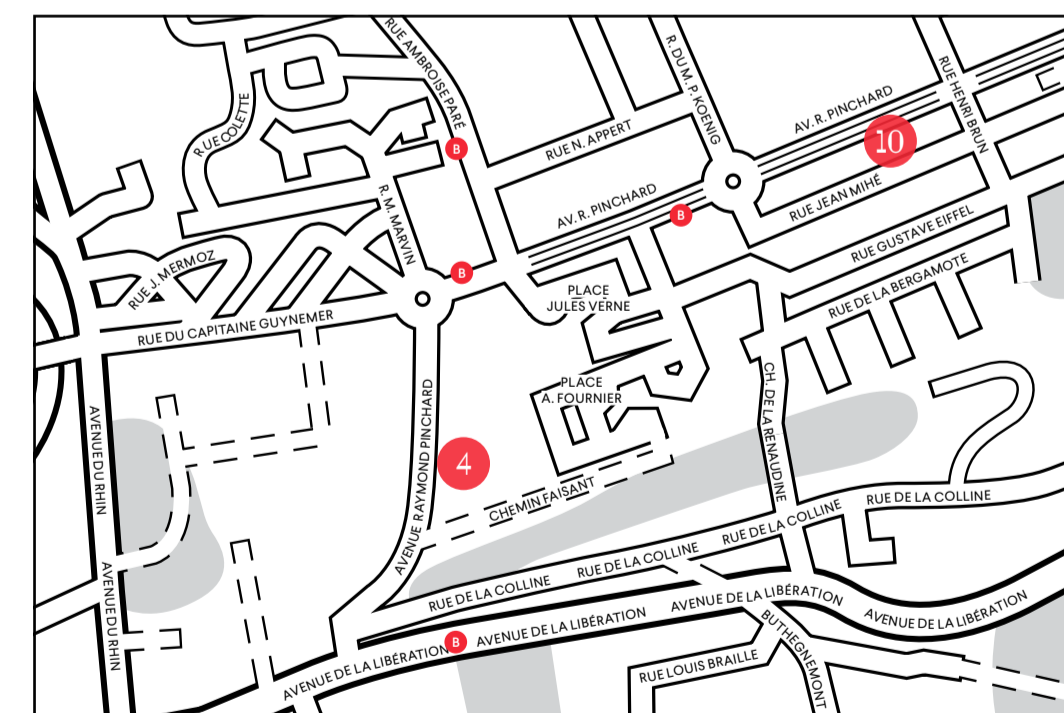 RUE AMBROISE PARÉ
R. DU M. P. KOENIG
RUE HENRI BRUN
RUE COLETTE
AV. R. PINCHARD
10
B
RUE N. APPERT
R. M. MARVIN
AV. R. PINCHARD
B
RUE JEAN MIHÉ
RUE GUSTAVE EIFFEL
RUE J. MERMOZ
B
PLACE
JULES VERNE
RUE DE LA BERGAMOTE
RUE DU CAPITAINE GUYNEMER
PLACE
A. FOURNIER
CH. DE LA RENAUDINE
AVENUE RAYMOND PINCHARD
4
AVENUE DU RHIN
CHEMIN FAISANT
RUE DE LA COLLINE
RUE DE LA COLLINE
RUE DE LA COLLINE
RUE DE LA COLLINE
AVENUE DU RHIN
AVENUE DE LA LIBÉRATION
B
AVENUE DE LA LIBÉRATION
AVENUE DE LA LIBÉRATION
AVENUE DE LA LIBÉRATION
BUTHEGNEMONT
RUE LOUIS BRAILLE